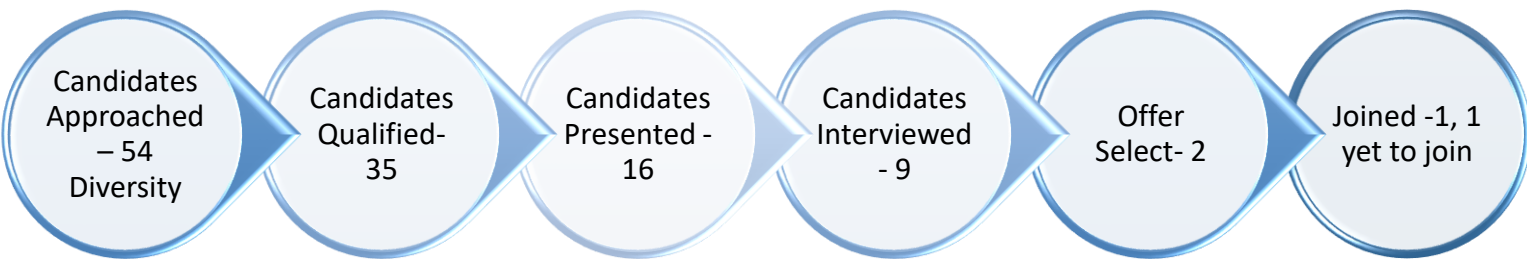 Candidates
Approached
– 54
Diversity
Candidates
Qualified-
35
Candidates
Presented -
16
Candidates
Interviewed
- 9
Offer
Select- 2
Joined -1, 1
yet to join